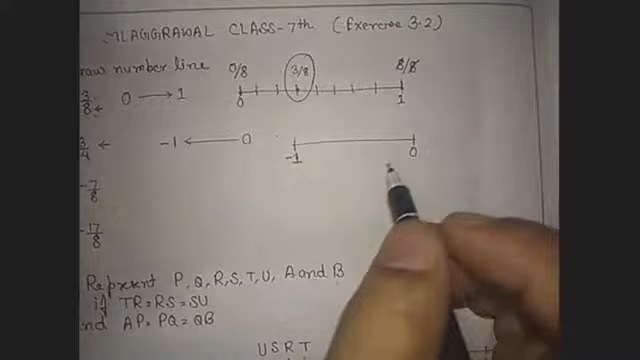 MLAGGRAWAL CLASS-7th (Exercise 3.2)
raw number line
0/8 3/8 8/8
0 1
3/8 ← 0 → 1
3/4 ← -1 ← 0
-1 0
-7/8
-17/8
Represent P, Q, R, S, T, U, A and B
if TR = RS = SU
nd AP = PQ = QB
U S R T